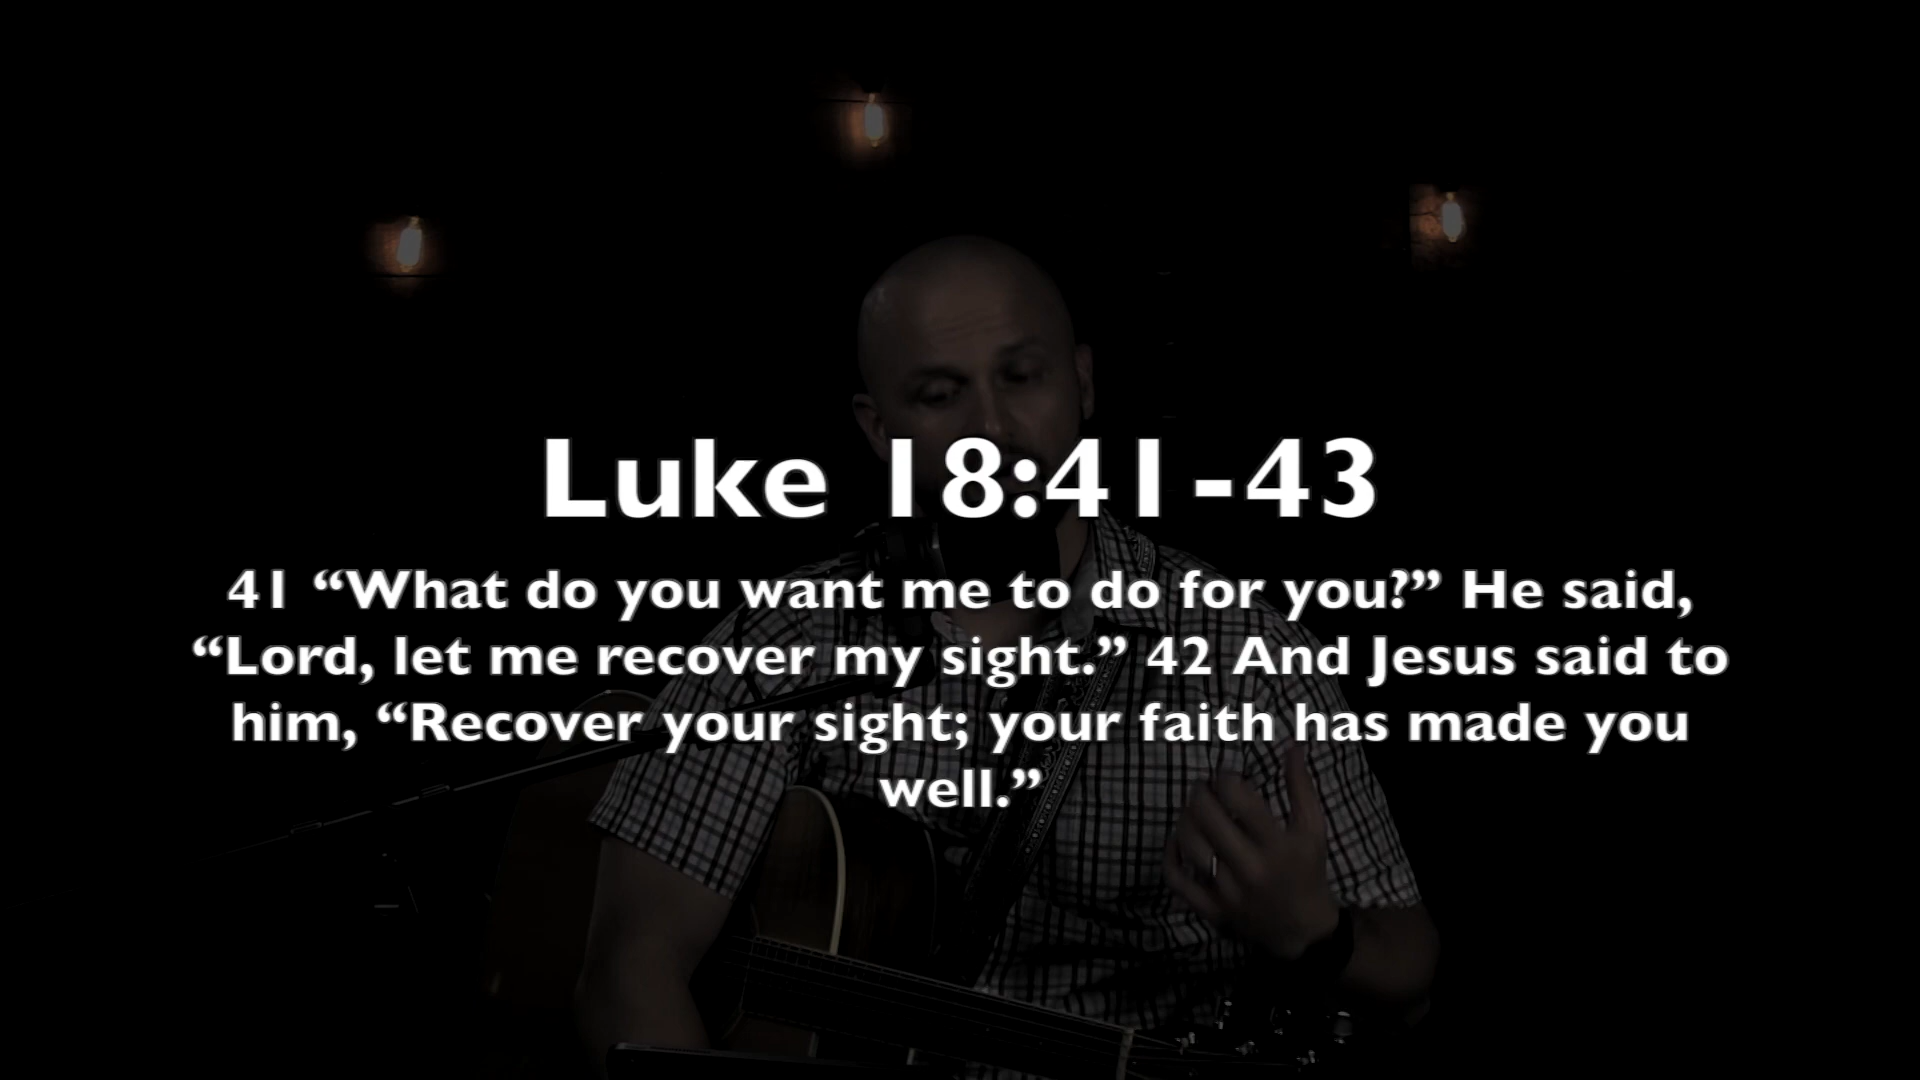 Luke 18:41-43
41 “What do you want me to do for you?” He said,
“Lord, let me recover my sight.” 42 And Jesus said to
him, “Recover your sight; your faith has made you
well.”